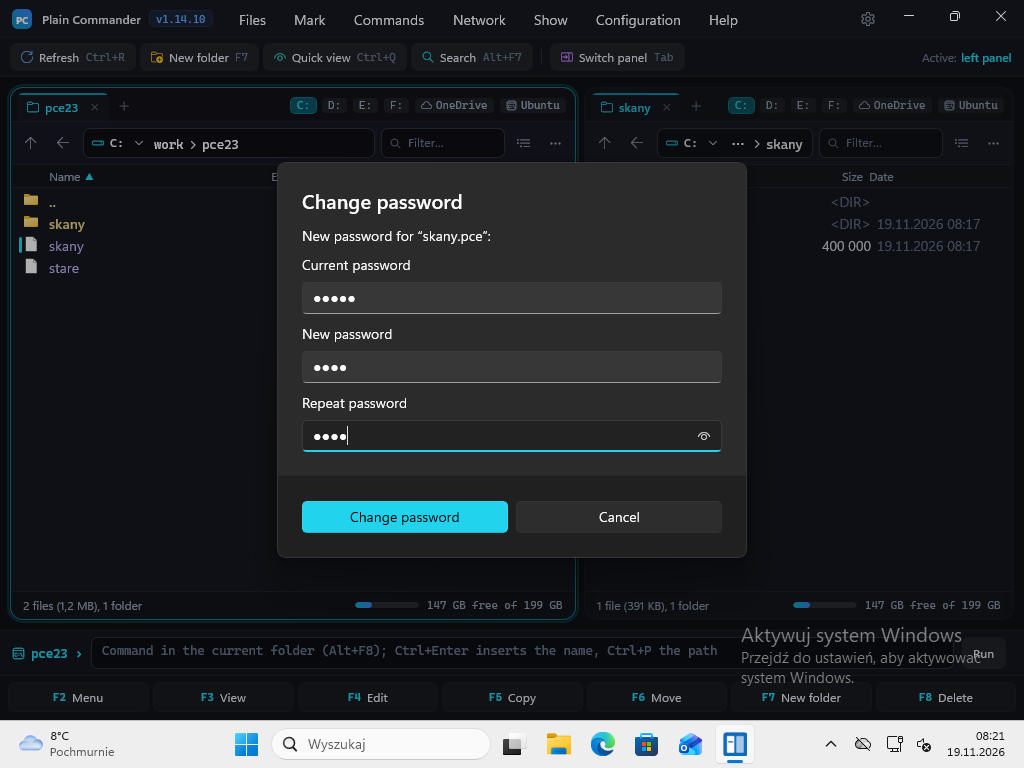 PC Plain Commander v1.14.10 Files Mark Commands Network Show Configuration Help
Refresh Ctrl+R New folder F7 Quick view Ctrl+Q Search Alt+F7 Switch panel Tab Active: left panel
pce23 C: D: E: F: OneDrive Ubuntu
C: work pce23 Filter...
Name
..
skany
skany
stare
2 files (1,2 MB), 1 folder 147 GB free of 199 GB
skany C: D: E: F: OneDrive Ubuntu
C: ... skany Filter...
Size Date
<DIR>
<DIR> 19.11.2026 08:17
400 000 19.11.2026 08:17
1 file (391 KB), 1 folder 147 GB free of 199 GB
Change password
New password for “skany.pce”:
Current password
●●●●●
New password
●●●●
Repeat password
●●●●
Change password Cancel
pce23 Command in the current folder (Alt+F8); Ctrl+Enter inserts the name, Ctrl+P the path Run
Aktywuj system Windows
Przejdź do ustawień, aby aktywować
system Windows.
F2 Menu F3 View F4 Edit F5 Copy F6 Move F7 New folder F8 Delete
8°C
Pochmurnie
Wyszukaj
08:21
19.11.2026